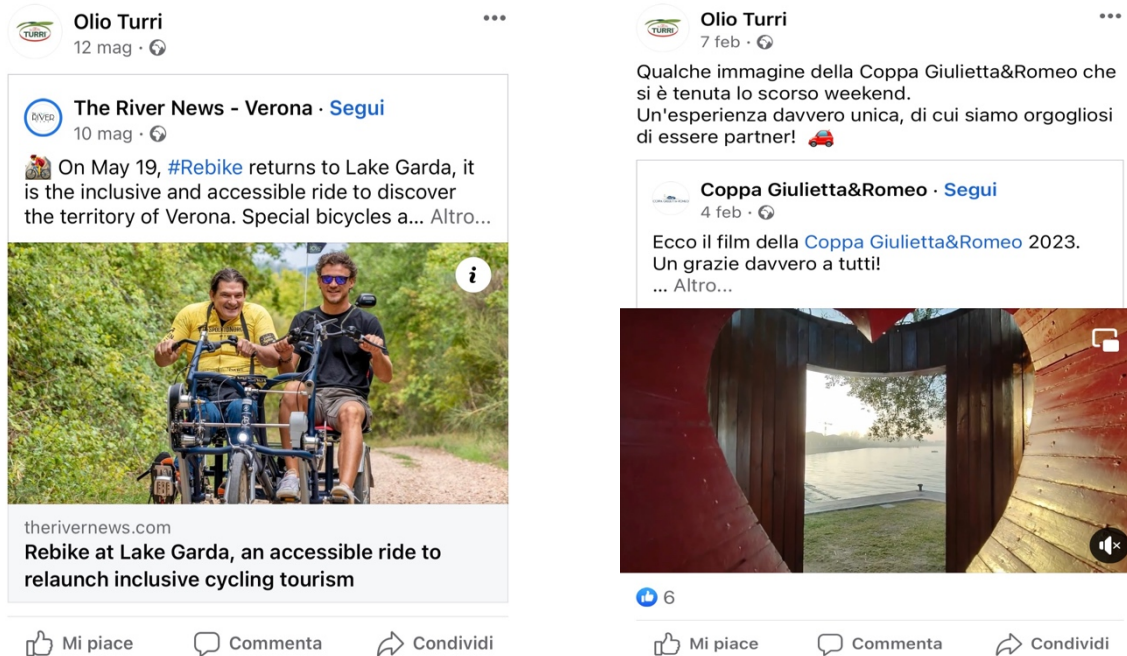 TURRI
Olio Turri
12 mag
The River News - Verona · Segui
10 mag
On May 19, #Rebike returns to Lake Garda, it
is the inclusive and accessible ride to discover
the territory of Verona. Special bicycles a... Altro...
therivernews.com
Rebike at Lake Garda, an accessible ride to
relaunch inclusive cycling tourism
Mi piace Commenta Condividi
TURRI
Olio Turri
7 feb
Qualche immagine della Coppa Giulietta&Romeo che
si è tenuta lo scorso weekend.
Un'esperienza davvero unica, di cui siamo orgogliosi
di essere partner!
Coppa Giulietta&Romeo · Segui
4 feb
Ecco il film della Coppa Giulietta&Romeo 2023.
Un grazie davvero a tutti!
... Altro...
6
Mi piace Commenta Condividi